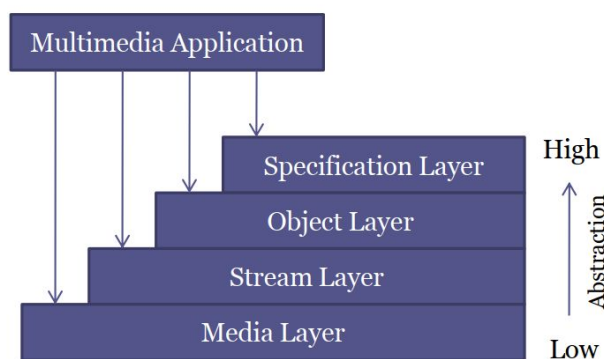 Multimedia Application
Specification Layer
High
Object Layer
Abstraction
Stream Layer
Media Layer
Low